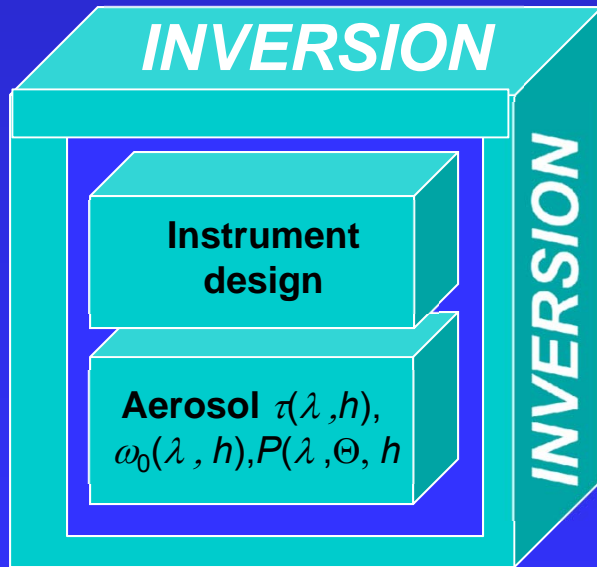 INVERSION
INVERSION
Instrument
design
Aerosol τ(λ ,h),
ω₀(λ , h),P(λ ,Θ, h